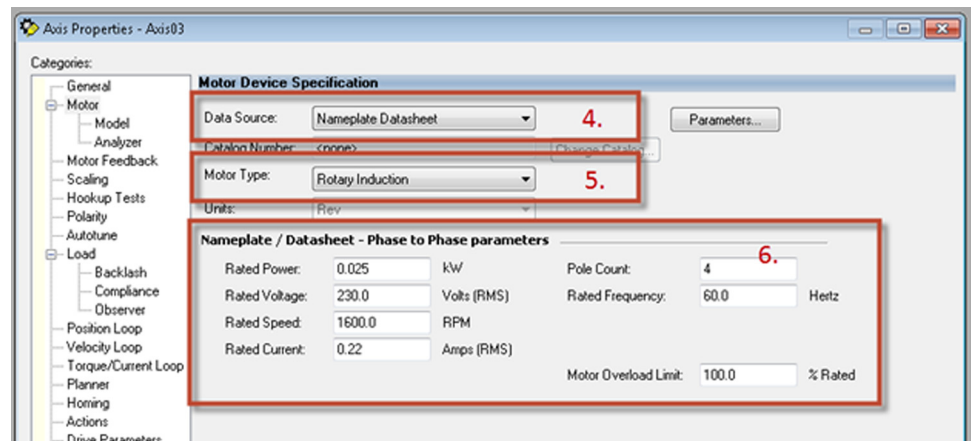 Axis Properties - Axis03
Categories:
General
Motor
Model
Analyzer
Motor Feedback
Scaling
Hookup Tests
Polarity
Autotune
Load
Backlash
Compliance
Observer
Position Loop
Velocity Loop
Torque/Current Loop
Planner
Homing
Actions
Drive Parameters
Motor Device Specification
Data Source: Nameplate Datasheet 4. Parameters...
Catalog Number: <none> Change Catalog...
Motor Type: Rotary Induction 5.
Units: Rev
Nameplate / Datasheet - Phase to Phase parameters 6.
Rated Power: 0.025 kW Pole Count: 4
Rated Voltage: 230.0 Volts (RMS) Rated Frequency: 60.0 Hertz
Rated Speed: 1600.0 RPM
Rated Current: 0.22 Amps (RMS)
Motor Overload Limit: 100.0 % Rated